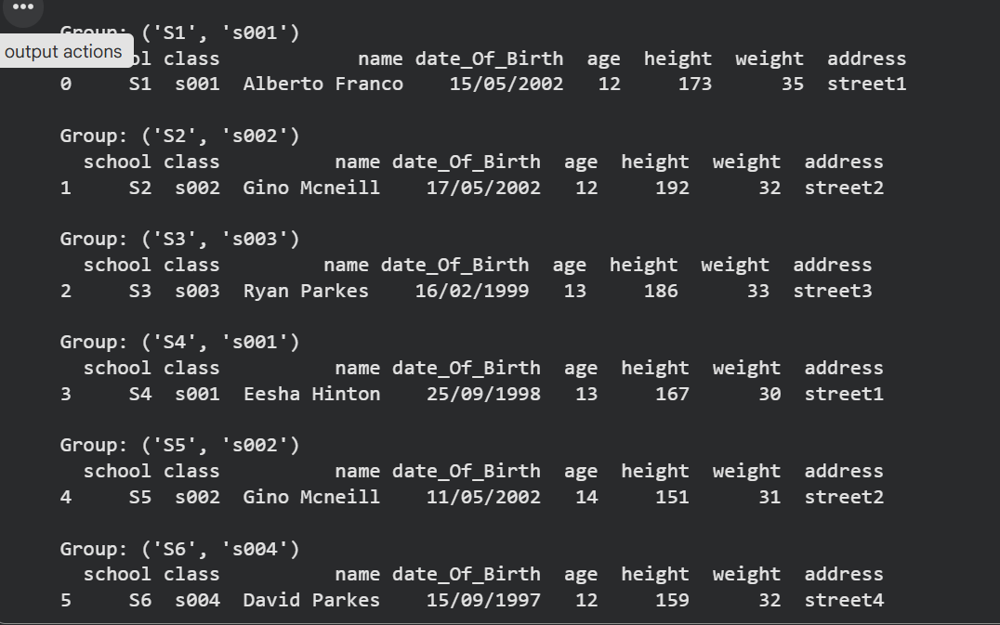 Group: ('S1', 's001')
output actions
ol class name date_Of_Birth age height weight address
0 S1 s001 Alberto Franco 15/05/2002 12 173 35 street1
Group: ('S2', 's002')
school class name date_Of_Birth age height weight address
1 S2 s002 Gino Mcneill 17/05/2002 12 192 32 street2
Group: ('S3', 's003')
school class name date_Of_Birth age height weight address
2 S3 s003 Ryan Parkes 16/02/1999 13 186 33 street3
Group: ('S4', 's001')
school class name date_Of_Birth age height weight address
3 S4 s001 Eesha Hinton 25/09/1998 13 167 30 street1
Group: ('S5', 's002')
school class name date_Of_Birth age height weight address
4 S5 s002 Gino Mcneill 11/05/2002 14 151 31 street2
Group: ('S6', 's004')
school class name date_Of_Birth age height weight address
5 S6 s004 David Parkes 15/09/1997 12 159 32 street4